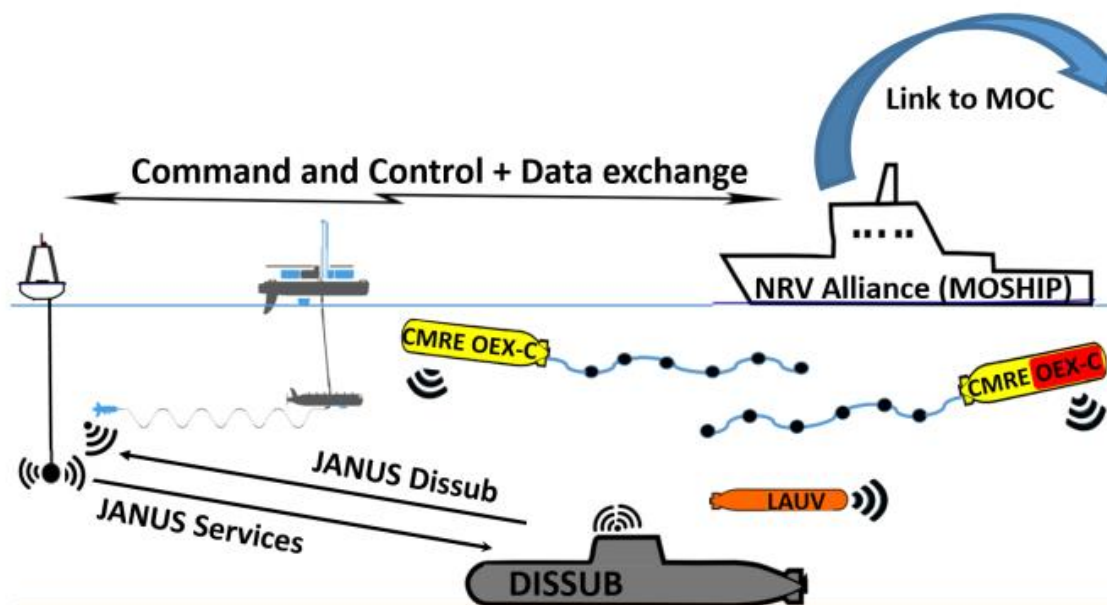 Link to MOC
Command and Control + Data exchange
NRV Alliance (MOSHIP)
CMRE OEX-C
CMRE OEX-C
JANUS Dissub
LAUV
JANUS Services
DISSUB